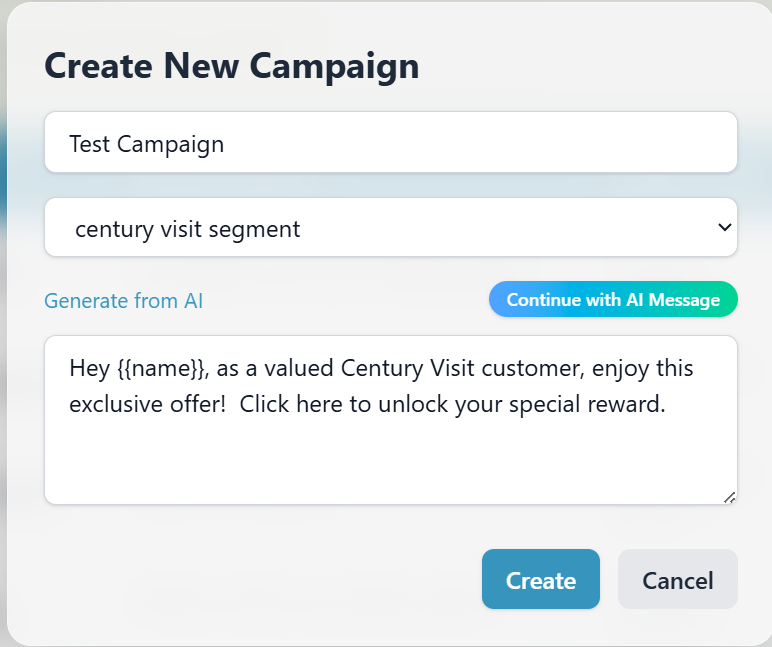 Create New Campaign
Test Campaign
century visit segment
Generate from AI
Continue with AI Message
Hey {{name}}, as a valued Century Visit customer, enjoy this
exclusive offer!  Click here to unlock your special reward.
Create
Cancel